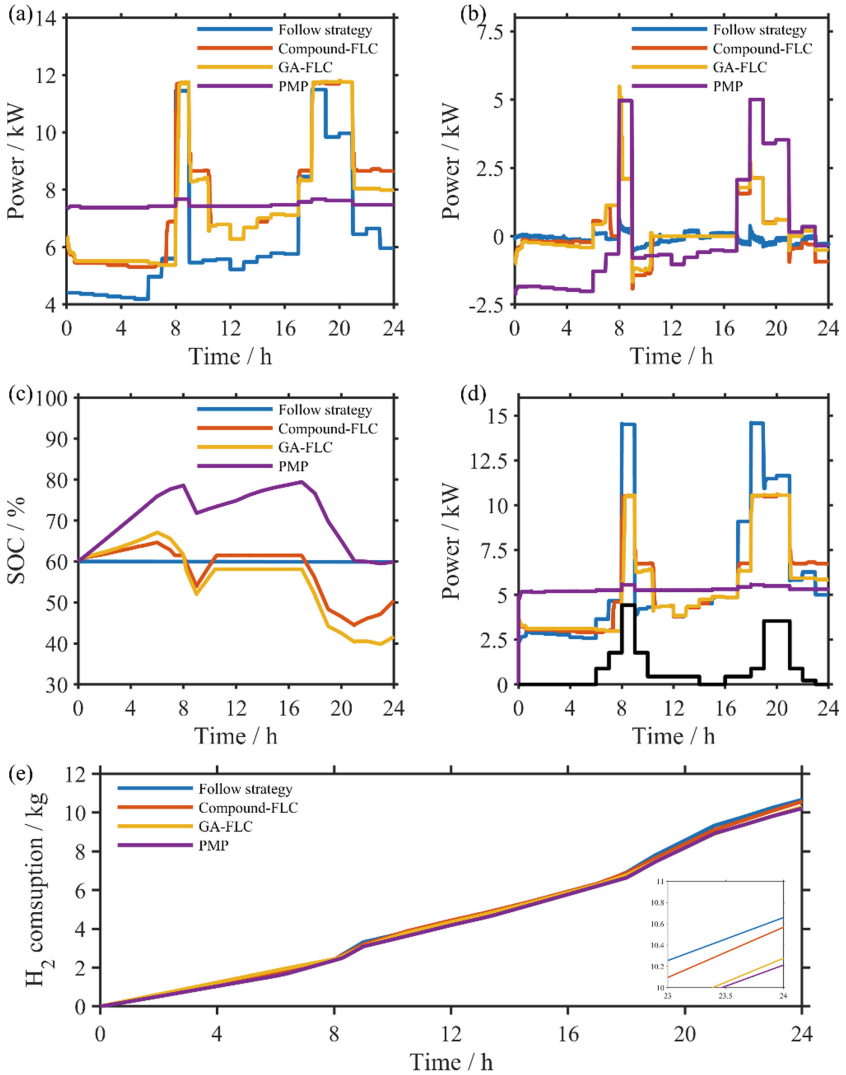 (a)
Power / kW
14
12
10
8
6
4
0 4 8 12 16 20 24
Time / h
Follow strategy
Compound-FLC
GA-FLC
PMP
(b)
Power / kW
7.5
5
2.5
0
-2.5
0 4 8 12 16 20 24
Time / h
Follow strategy
Compound-FLC
GA-FLC
PMP
(c)
SOC / %
100
90
80
70
60
50
40
30
0 4 8 12 16 20 24
Time / h
Follow strategy
Compound-FLC
GA-FLC
PMP
(d)
Power / kW
15
12.5
10
7.5
5
2.5
0
0 4 8 12 16 20 24
Time / h
(e)
H2 comsuption / kg
12
10
8
6
4
2
0
0 4 8 12 16 20 24
Time / h
Follow strategy
Compound-FLC
GA-FLC
PMP
11
10.8
10.6
10.4
10.2
10
23 23.5 24